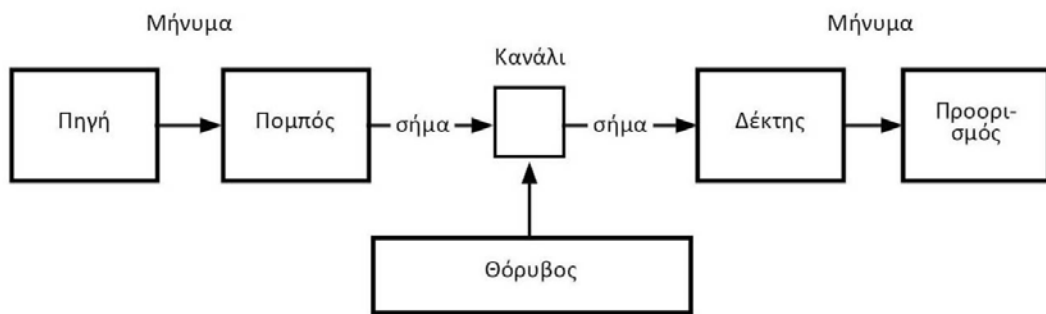 Μήνυμα
Μήνυμα
Κανάλι
Πηγή
Πομπός
σήμα
σήμα
Δέκτης
Προορι-
σμός
Θόρυβος